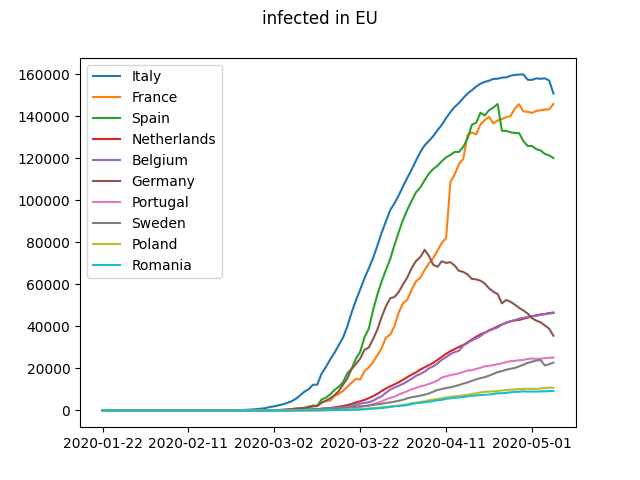 infected in EU
160000
140000
120000
100000
80000
60000
40000
20000
0
Italy
France
Spain
Netherlands
Belgium
Germany
Portugal
Sweden
Poland
Romania
2020-01-22 2020-02-11 2020-03-02 2020-03-22 2020-04-11 2020-05-01